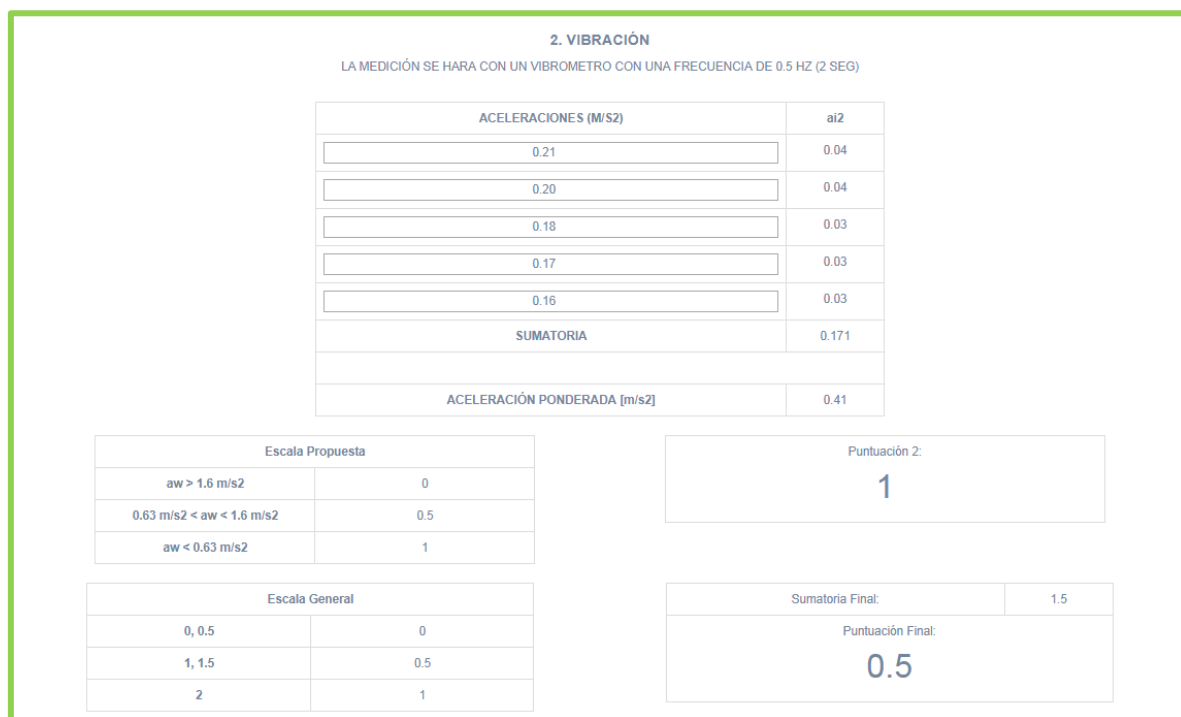 2. VIBRACIÓN
LA MEDICIÓN SE HARA CON UN VIBROMETRO CON UNA FRECUENCIA DE 0.5 HZ (2 SEG)
ACELERACIONES (M/S2) ai2
0.21 0.04
0.20 0.04
0.18 0.03
0.17 0.03
0.16 0.03
SUMATORIA 0.171
ACELERACIÓN PONDERADA [m/s2] 0.41
Escala Propuesta
aw > 1.6 m/s2 0
0.63 m/s2 < aw < 1.6 m/s2 0.5
aw < 0.63 m/s2 1
Puntuación 2:
1
Escala General
0, 0.5 0
1, 1.5 0.5
2 1
Sumatoria Final: 1.5
Puntuación Final:
0.5